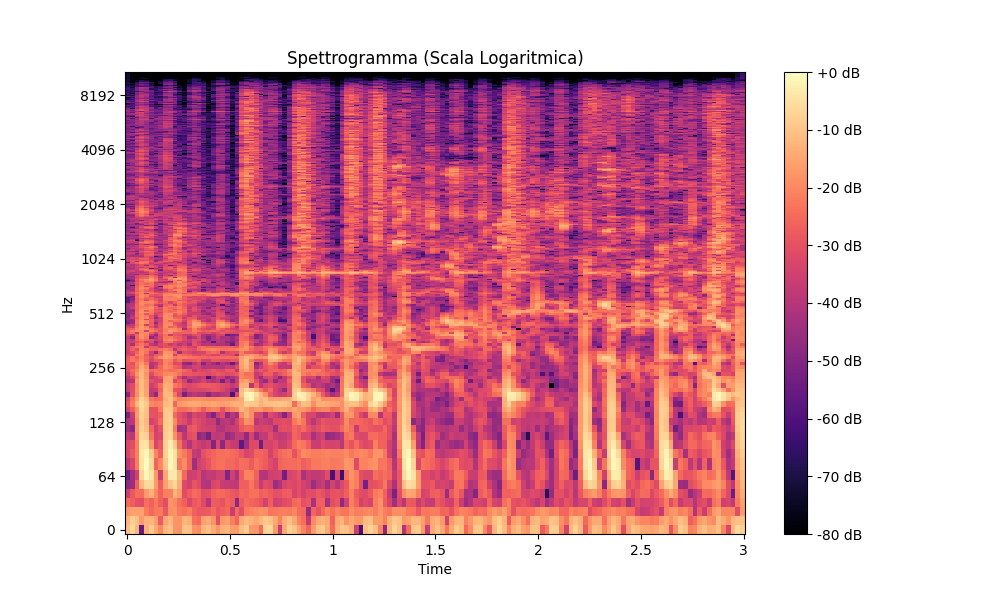 Spettrogramma (Scala Logaritmica)
Hz
8192
4096
2048
1024
512
256
128
64
0
0
0.5
1
1.5
2
2.5
3
Time
+0 dB
-10 dB
-20 dB
-30 dB
-40 dB
-50 dB
-60 dB
-70 dB
-80 dB